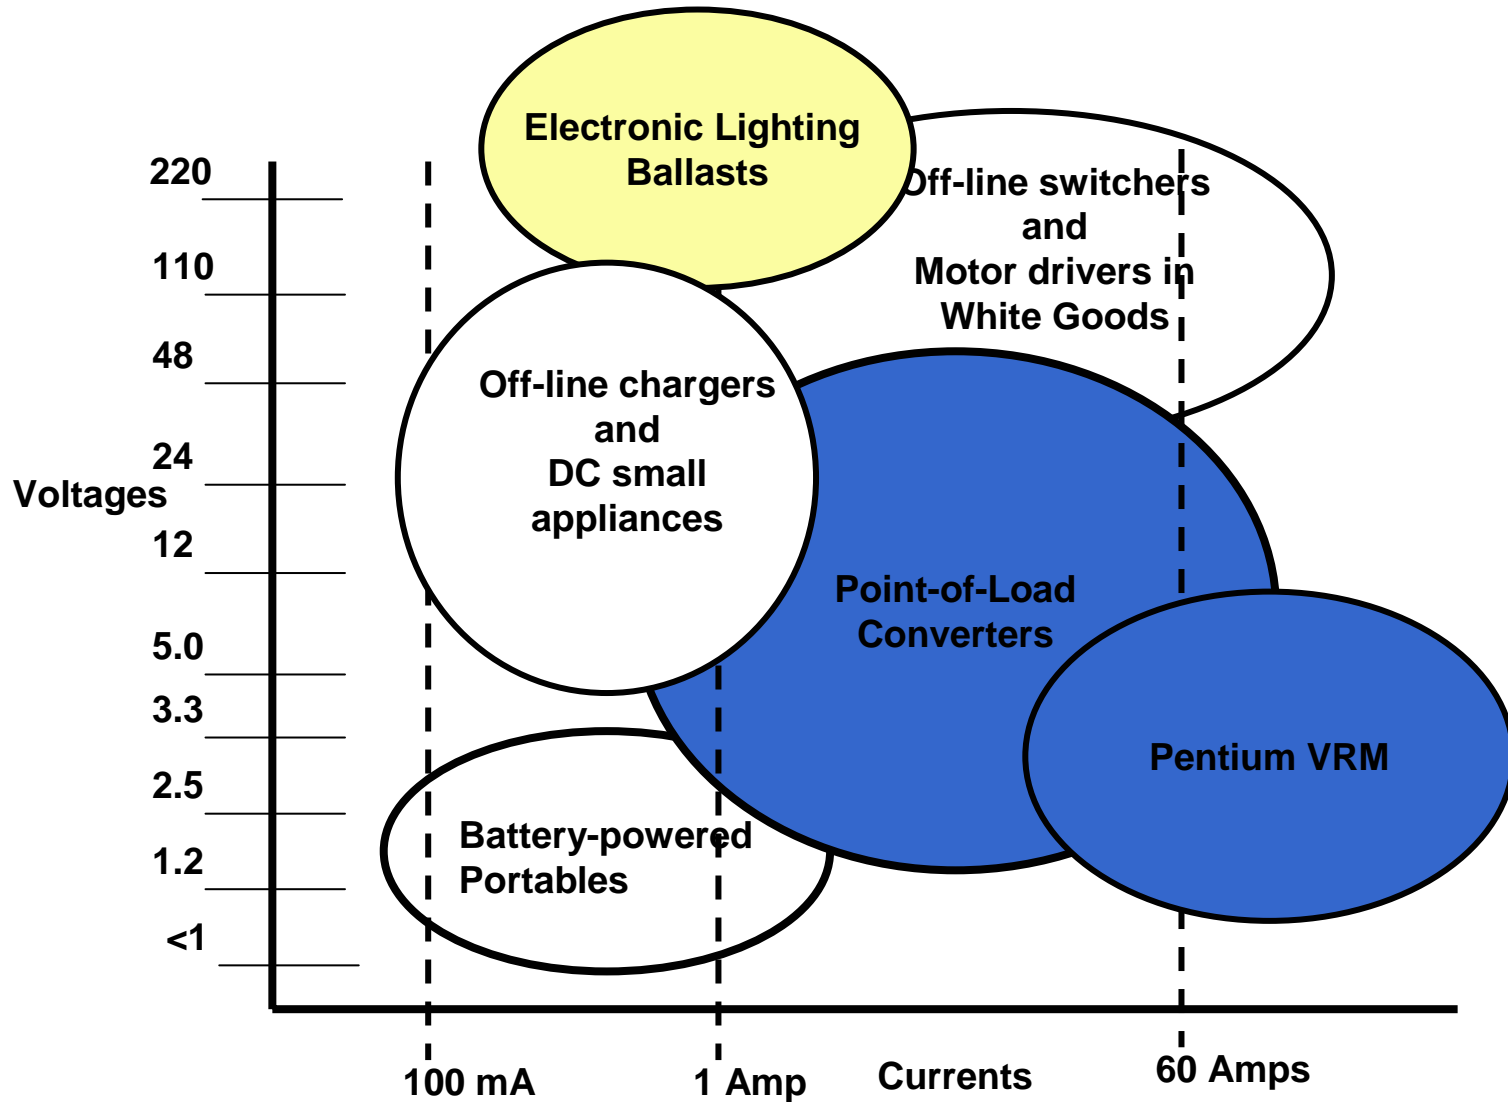 Electronic Lighting
Ballasts
Off-line switchers
and
Motor drivers in
White Goods
220
110
48
24
Voltages
12
5.0
3.3
2.5
1.2
<1
Off-line chargers
and
DC small
appliances
Point-of-Load
Converters
Pentium VRM
Battery-powered
Portables
100 mA
1 Amp
Currents
60 Amps